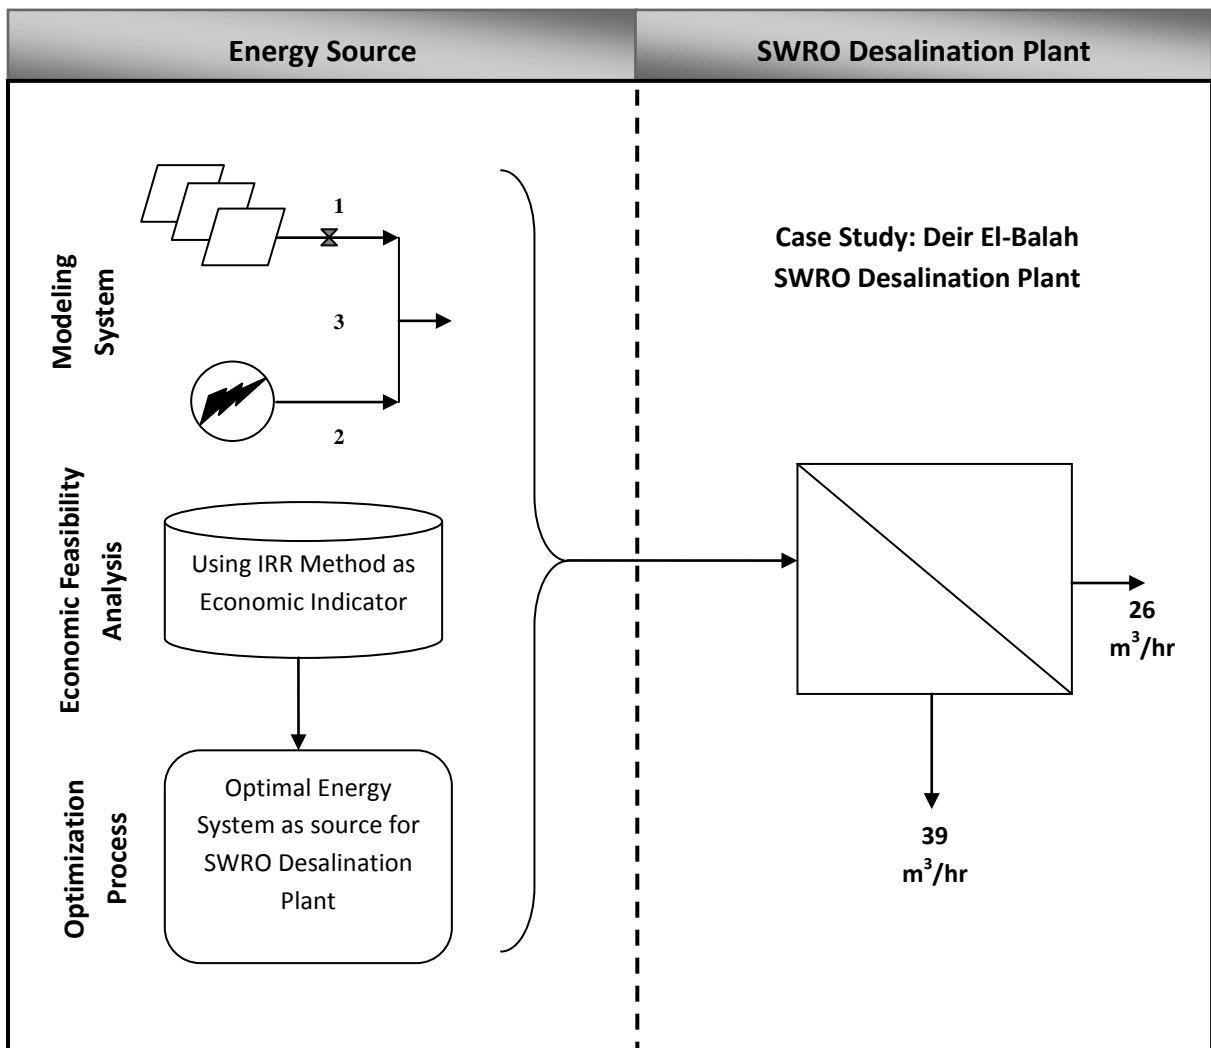 Energy Source
SWRO Desalination Plant
Modeling
System
1
3
2
Economic Feasibility
Analysis
Using IRR Method as
Economic Indicator
Optimization
Process
Optimal Energy
System as source for
SWRO Desalination
Plant
Case Study: Deir El-Balah
SWRO Desalination Plant
26
m³/hr
39
m³/hr